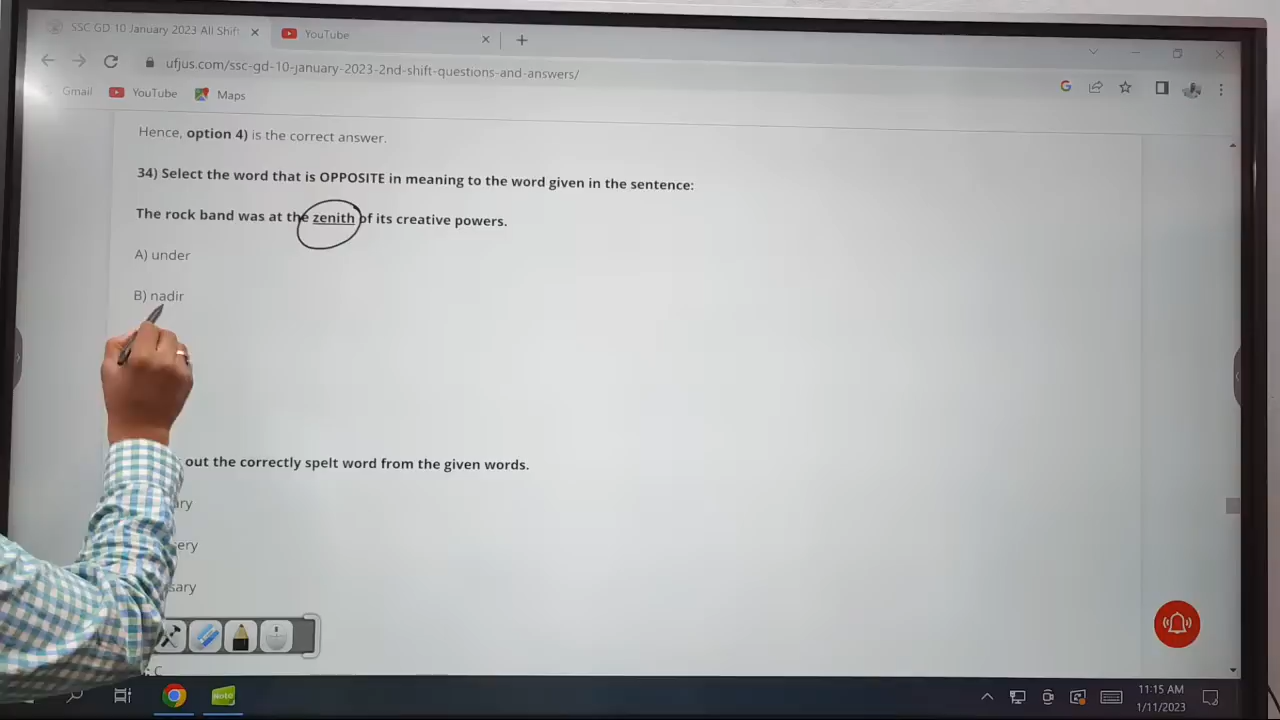 SSC GD 10 January 2023 All Shift
YouTube
ufjus.com/ssc-gd-10-january-2023-2nd-shift-questions-and-answers/
Gmail YouTube Maps
Hence, option 4) is the correct answer.
34) Select the word that is OPPOSITE in meaning to the word given in the sentence:
The rock band was at the zenith of its creative powers.
A) under
B) nadir
out the correctly spelt word from the given words.
ary
ery
sary
C
Note
11:15 AM
1/11/2023